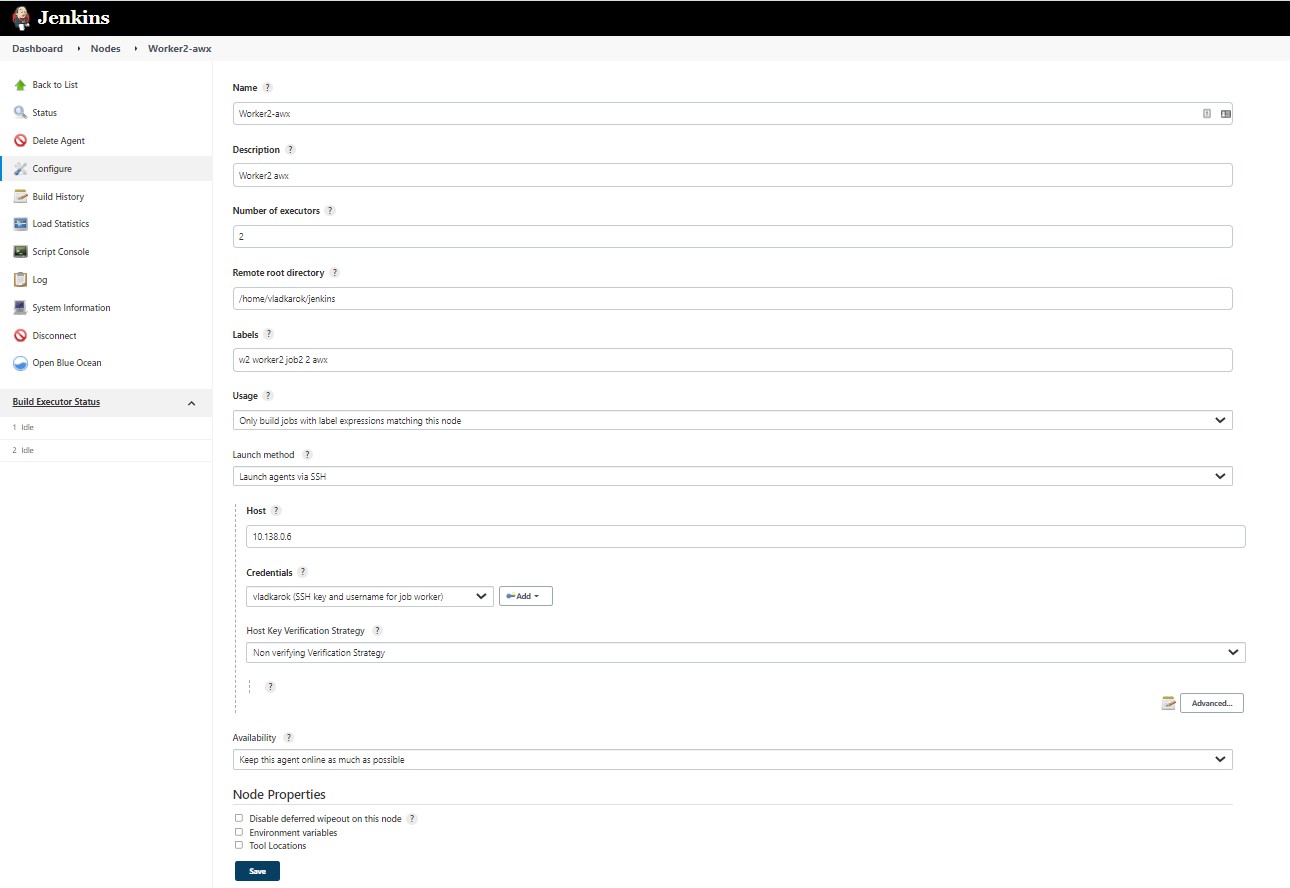 Jenkins
Dashboard Nodes Worker2-awx
Back to List
Status
Delete Agent
Configure
Build History
Load Statistics
Script Console
Log
System Information
Disconnect
Open Blue Ocean
Build Executor Status
1 Idle
2 Idle
Name ?
Worker2-awx
Description ?
Worker2 awx
Number of executors ?
2
Remote root directory ?
/home/vladkarok/jenkins
Labels ?
w2 worker2 job2 2 awx
Usage ?
Only build jobs with label expressions matching this node
Launch method ?
Launch agents via SSH
Host ?
10.138.0.6
Credentials ?
vladkarok (SSH key and username for job worker) Add
Host Key Verification Strategy ?
Non verifying Verification Strategy
?
Advanced...
Availability ?
Keep this agent online as much as possible
Node Properties
Disable deferred wipeout on this node ?
Environment variables
Tool Locations
Save